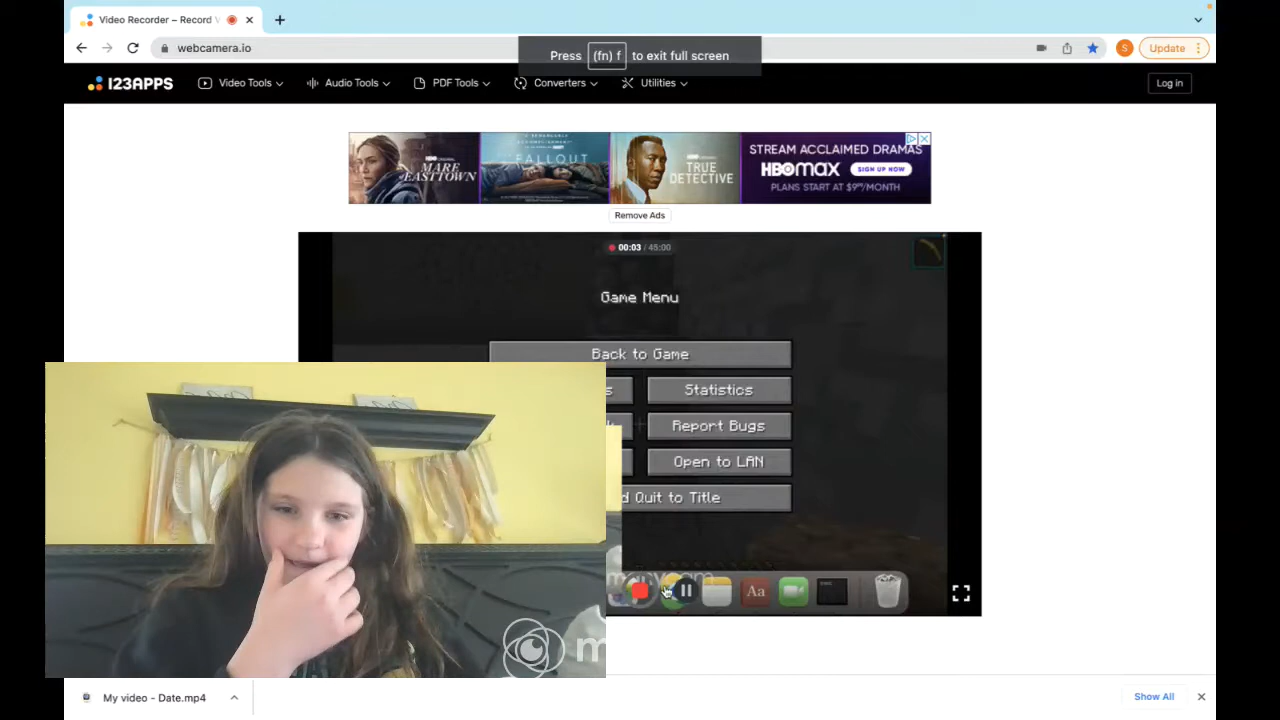 Video Recorder – Record V
webcamera.io
Press (fn) f to exit full screen
S
Update
123APPS
Video Tools
Audio Tools
PDF Tools
Converters
Utilities
Log in
MARE
EASTTOWN
THE
FALLOUT
TRUE
DETECTIVE
STREAM ACCLAIMED DRAMAS
HBOMAX
SIGN UP NOW
PLANS START AT $9.99/MONTH
Remove Ads
00:03 / 45:00
Game Menu
Back to Game
s Statistics
k Report Bugs
Open to LAN
d Quit to Title
Aa
m
My video - Date.mp4
Show All